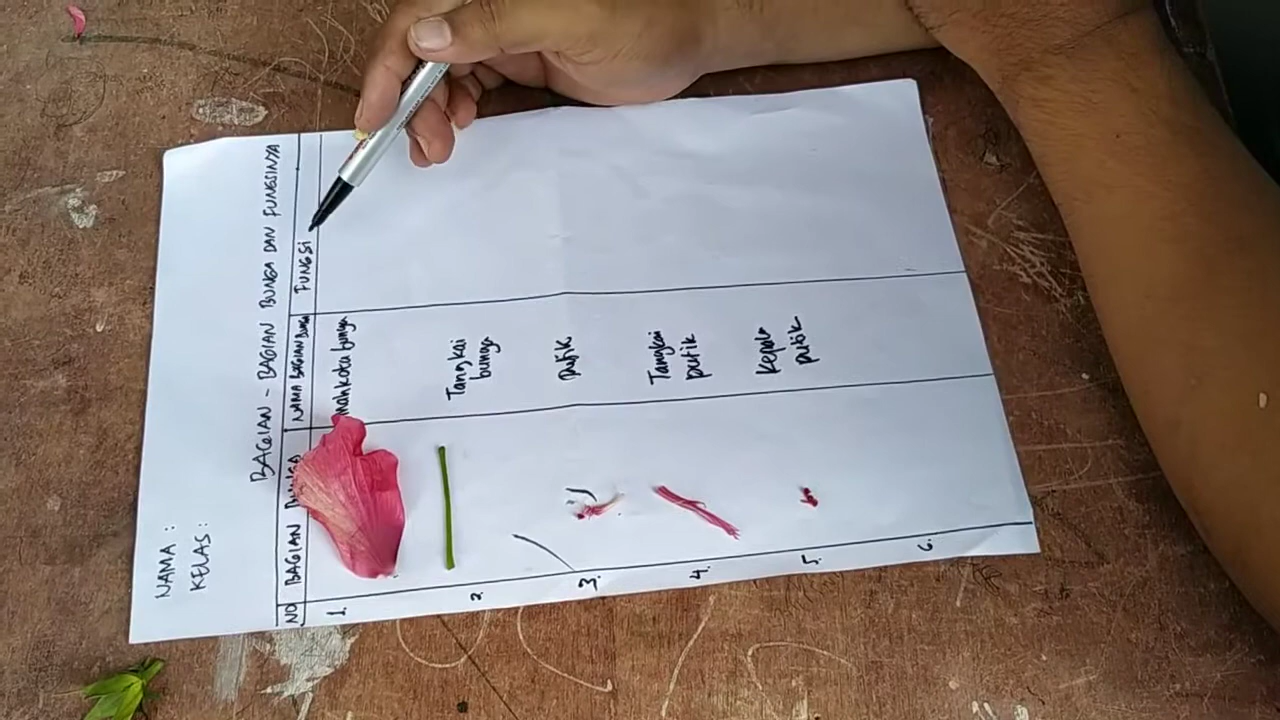 NAMA :
KELAS :
BAGIAN - BAGIAN BUNGA DAN FUNGSINYA
NO BAGIAN BUNGA NAMA BAGIAN BUNGA FUNGSI
1. mahkota bunga
2. Tangkai
bunga
3. Putik
4. Tangkai
putik
5. Kepala
putik
6.